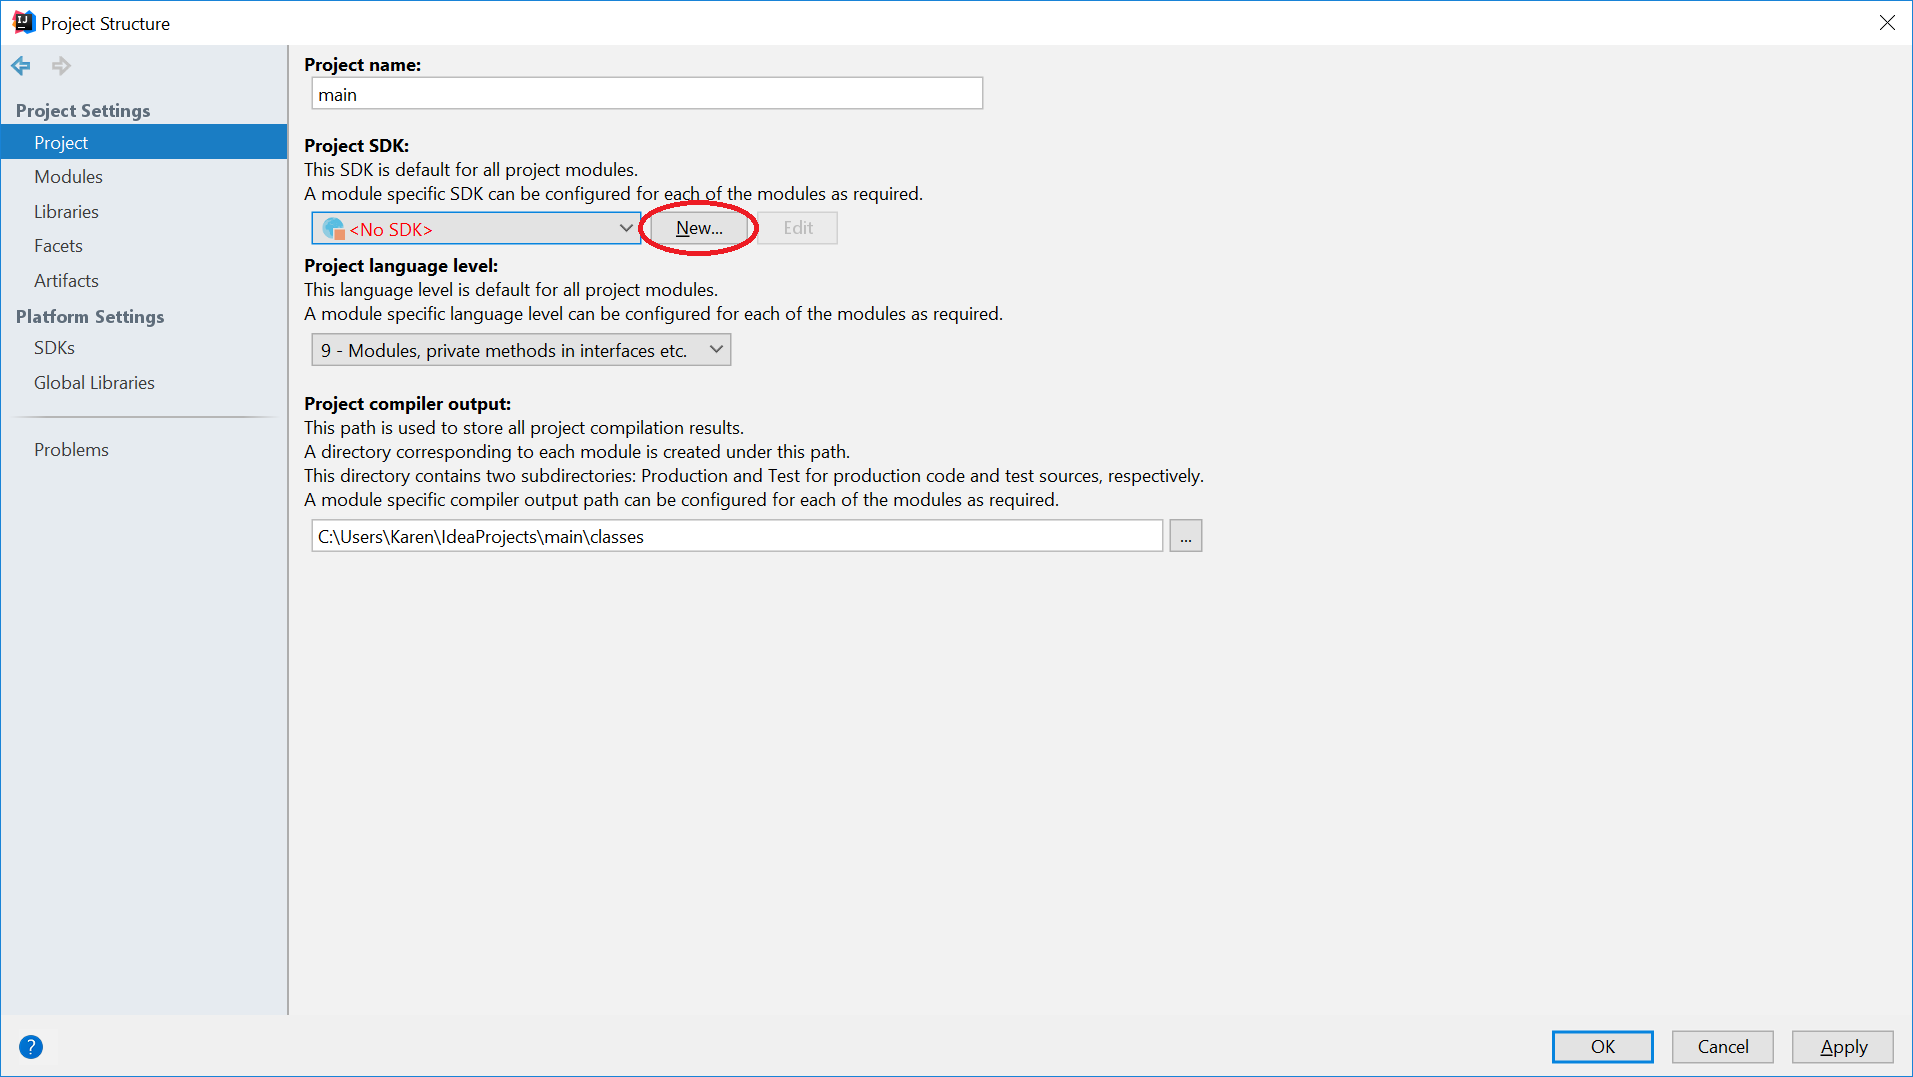 Project Structure
Project Settings
Project
Modules
Libraries
Facets
Artifacts
Platform Settings
SDKs
Global Libraries
Problems
Project name:
main
Project SDK:
This SDK is default for all project modules.
A module specific SDK can be configured for each of the modules as required.
<No SDK> New... Edit
Project language level:
This language level is default for all project modules.
A module specific language level can be configured for each of the modules as required.
9 - Modules, private methods in interfaces etc.
Project compiler output:
This path is used to store all project compilation results.
A directory corresponding to each module is created under this path.
This directory contains two subdirectories: Production and Test for production code and test sources, respectively.
A module specific compiler output path can be configured for each of the modules as required.
C:\Users\Karen\IdeaProjects\main\classes ...
? OK Cancel Apply